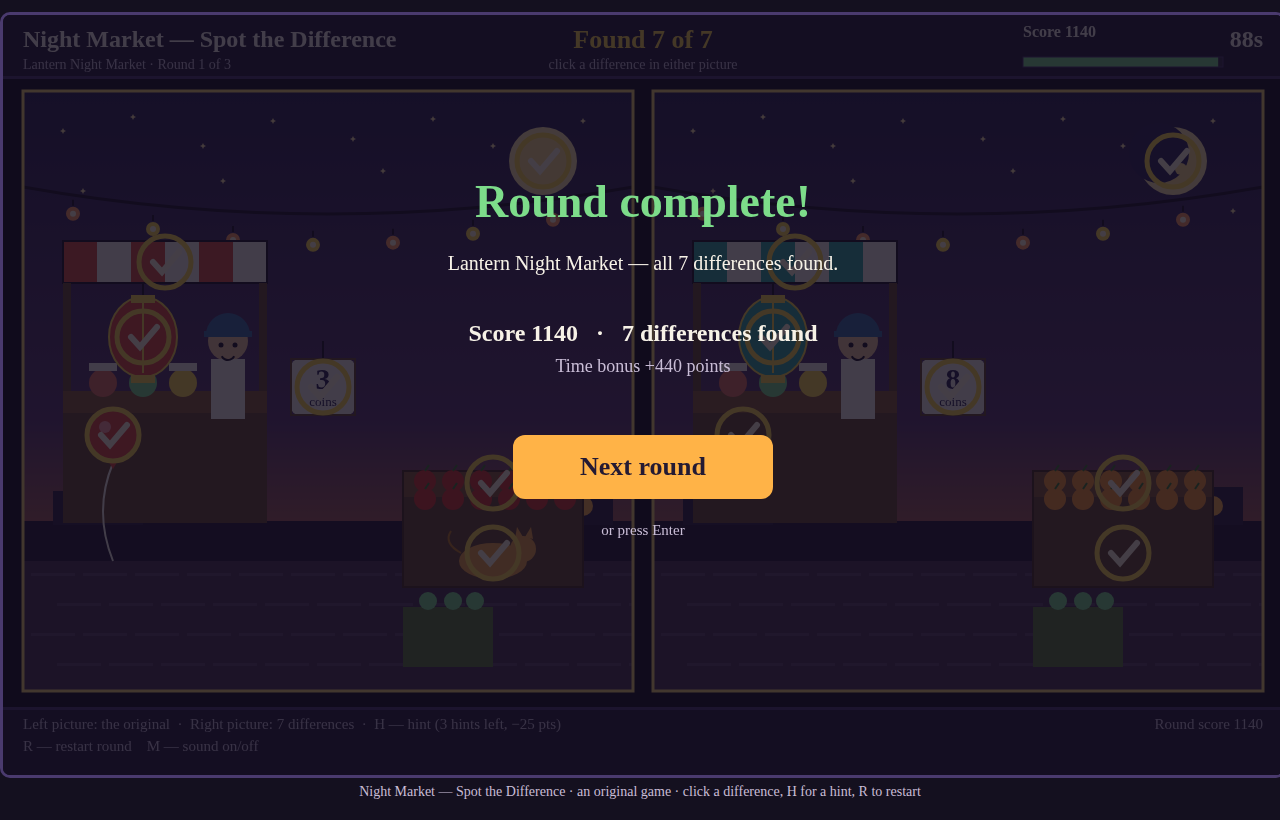 Night Market — Spot the Difference
Found 7 of 7
Score 1140
88s
Lantern Night Market · Round 1 of 3
click a difference in either picture
Round complete!
Lantern Night Market — all 7 differences found.
Score 1140 · 7 differences found
Time bonus +440 points
3
coins
8
coins
Next round
or press Enter
Left picture: the original · Right picture: 7 differences · H — hint (3 hints left, −25 pts)
Round score 1140
R — restart round M — sound on/off
Night Market — Spot the Difference · an original game · click a difference, H for a hint, R to restart